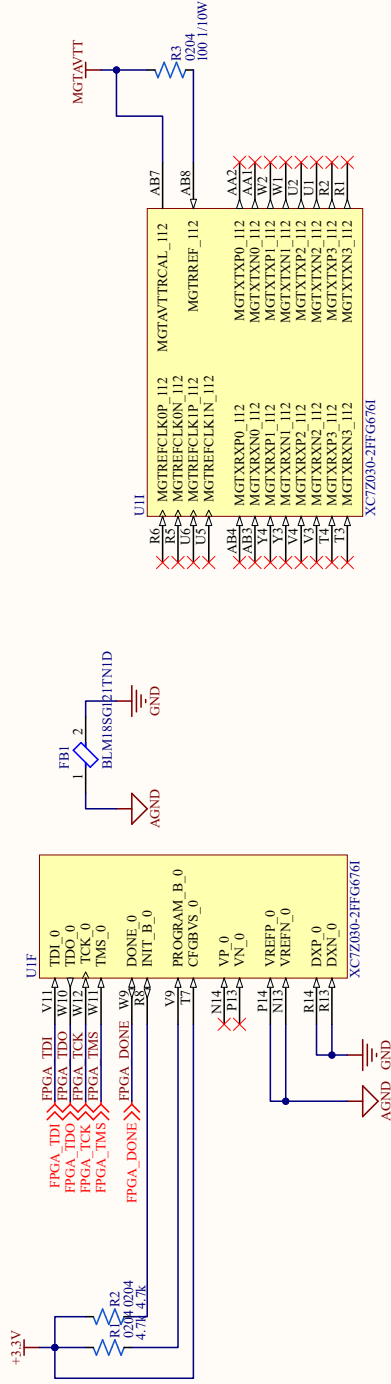 MGTAVTT
R3
0204
100 1/10W
AB7
AB8
MGTAVTTRCAL_112
MGTRREF_112
U1I
R6
R5
U6
U5
MGTREFCLK0P_112
MGTREFCLK0N_112
MGTREFCLK1P_112
MGTREFCLK1N_112
AB4
AB3
Y4
Y3
V4
V3
T4
T3
MGTXRXP0_112
MGTXRXN0_112
MGTXRXP1_112
MGTXRXN1_112
MGTXRXP2_112
MGTXRXN2_112
MGTXRXP3_112
MGTXRXN3_112
MGTXTXP0_112
MGTXTXN0_112
MGTXTXP1_112
MGTXTXN1_112
MGTXTXP2_112
MGTXTXN2_112
MGTXTXP3_112
MGTXTXN3_112
AA2
AA1
W2
W1
U2
U1
R2
R1
XC7Z030-2FFG676I
FB1
1
2
BLM18SG121TN1D
AGND
GND
U1F
FPGA_TDI
FPGA_TDI
V11
TDI_0
FPGA_TDO
FPGA_TDO
W10
TDO_0
FPGA_TCK
FPGA_TCK
W12
TCK_0
FPGA_TMS
FPGA_TMS
W11
TMS_0
FPGA_DONE
FPGA_DONE
W9
DONE_0
R8
INIT_B_0
V9
PROGRAM_B_0
T7
CFGBVS_0
N14
VP_0
P13
VN_0
P14
VREFP_0
N13
VREFN_0
R14
DXP_0
R13
DXN_0
XC7Z030-2FFG676I
AGND
GND
+3.3V
R2
0204
4.7k
R1
0204
4.7k